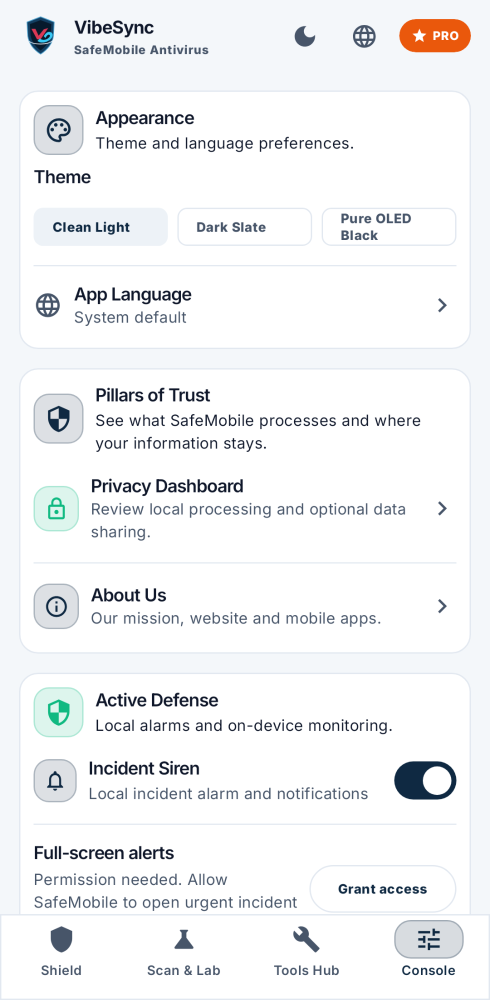 VibeSync
SafeMobile Antivirus
PRO
Appearance
Theme and language preferences.
Theme
Clean Light
Dark Slate
Pure OLED
Black
App Language
System default
Pillars of Trust
See what SafeMobile processes and where
your information stays.
Privacy Dashboard
Review local processing and optional data
sharing.
About Us
Our mission, website and mobile apps.
Active Defense
Local alarms and on-device monitoring.
Incident Siren
Local incident alarm and notifications
Full-screen alerts
Permission needed. Allow
SafeMobile to open urgent incident
Grant access
Shield
Scan & Lab
Tools Hub
Console